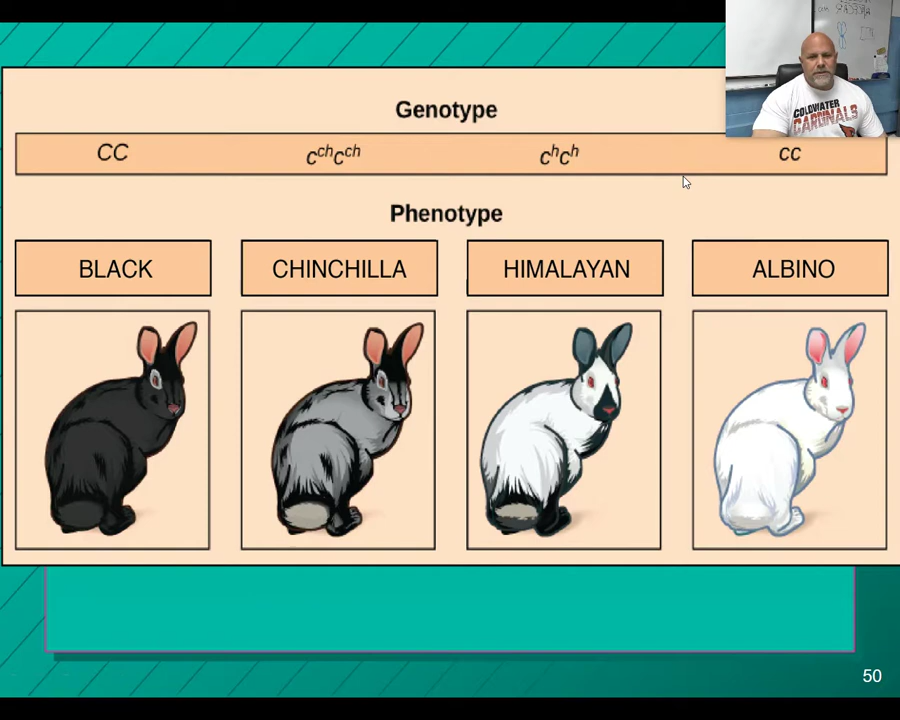 Genotype
CC c^ch c^ch c^h c^h cc
Phenotype
BLACK CHINCHILLA HIMALAYAN ALBINO
COLDWATER
CARDINALS
50